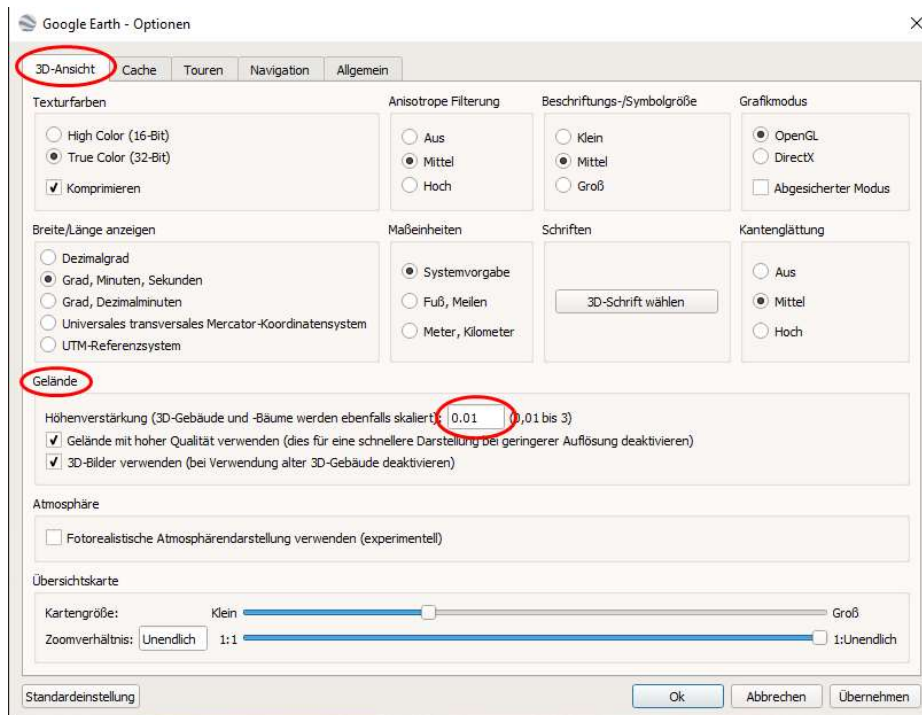 Google Earth - Optionen
3D-Ansicht Cache Touren Navigation Allgemein
Texturfarben
High Color (16-Bit)
True Color (32-Bit)
Komprimieren
Anisotrope Filterung
Aus
Mittel
Hoch
Beschriftungs-/Symbolgröße
Klein
Mittel
Groß
Grafikmodus
OpenGL
DirectX
Abgesicherter Modus
Breite/Länge anzeigen
Dezimalgrad
Grad, Minuten, Sekunden
Grad, Dezimalminuten
Universales transversales Mercator-Koordinatensystem
UTM-Referenzsystem
Maßeinheiten
Systemvorgabe
Fuß, Meilen
Meter, Kilometer
Schriften
3D-Schrift wählen
Kantenglättung
Aus
Mittel
Hoch
Gelände
Höhenverstärkung (3D-Gebäude und -Bäume werden ebenfalls skaliert): 0.01 (0,01 bis 3)
Gelände mit hoher Qualität verwenden (dies für eine schnellere Darstellung bei geringerer Auflösung deaktivieren)
3D-Bilder verwenden (bei Verwendung alter 3D-Gebäude deaktivieren)
Atmosphäre
Fotorealistische Atmosphärendarstellung verwenden (experimentell)
Übersichtskarte
Kartengröße: Klein Groß
Zoomverhältnis: Unendlich 1:1 1:Unendlich
Standardeinstellung Ok Abbrechen Übernehmen